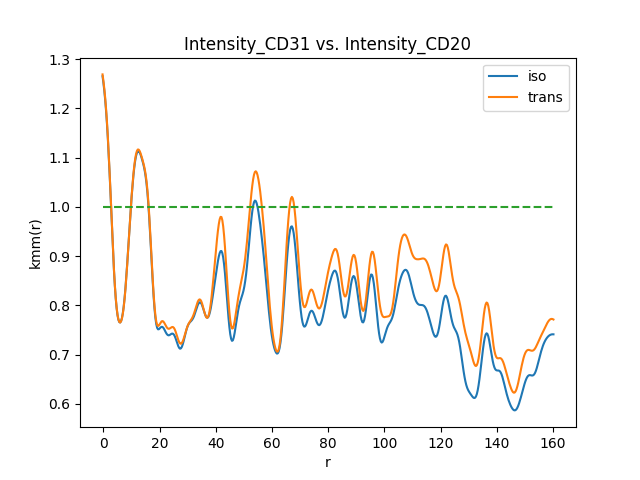 Intensity_CD31 vs. Intensity_CD20
iso
trans
kmm(r)
1.3
1.2
1.1
1.0
0.9
0.8
0.7
0.6
0 20 40 60 80 100 120 140 160
r